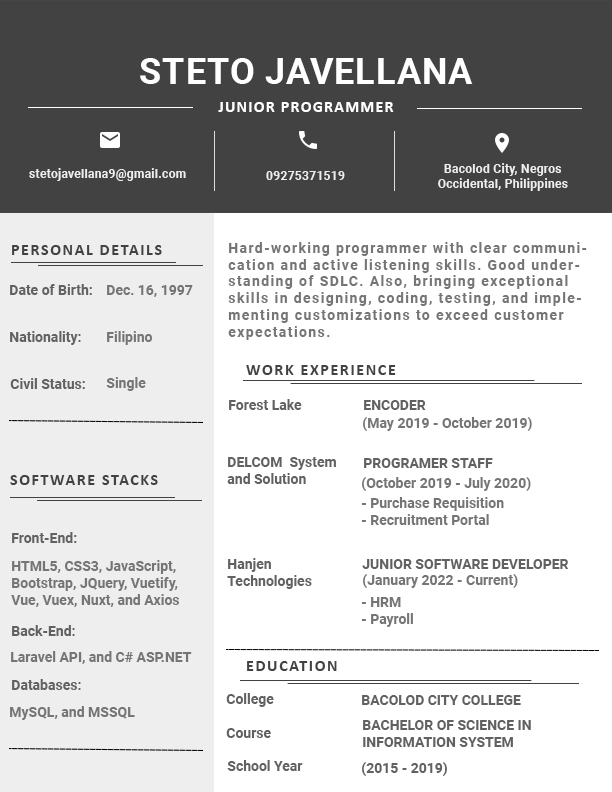 STETO JAVELLANA
JUNIOR PROGRAMMER
stetojavellana9@gmail.com
09275371519
Bacolod City, Negros
Occidental, Philippines
PERSONAL DETAILS
Date of Birth: Dec. 16, 1997
Nationality: Filipino
Civil Status: Single
SOFTWARE STACKS
Front-End:
HTML5, CSS3, JavaScript,
Bootstrap, JQuery, Vuetify,
Vue, Vuex, Nuxt, and Axios
Back-End:
Laravel API, and C# ASP.NET
Databases:
MySQL, and MSSQL
Hard-working programmer with clear communi-
cation and active listening skills. Good under-
standing of SDLC. Also, bringing exceptional
skills in designing, coding, testing, and imple-
menting customizations to exceed customer
expectations.
WORK EXPERIENCE
Forest Lake ENCODER
(May 2019 - October 2019)
DELCOM System PROGRAMER STAFF
and Solution (October 2019 - July 2020)
- Purchase Requisition
- Recruitment Portal
Hanjen JUNIOR SOFTWARE DEVELOPER
Technologies (January 2022 - Current)
- HRM
- Payroll
EDUCATION
College BACOLOD CITY COLLEGE
Course BACHELOR OF SCIENCE IN
INFORMATION SYSTEM
School Year (2015 - 2019)